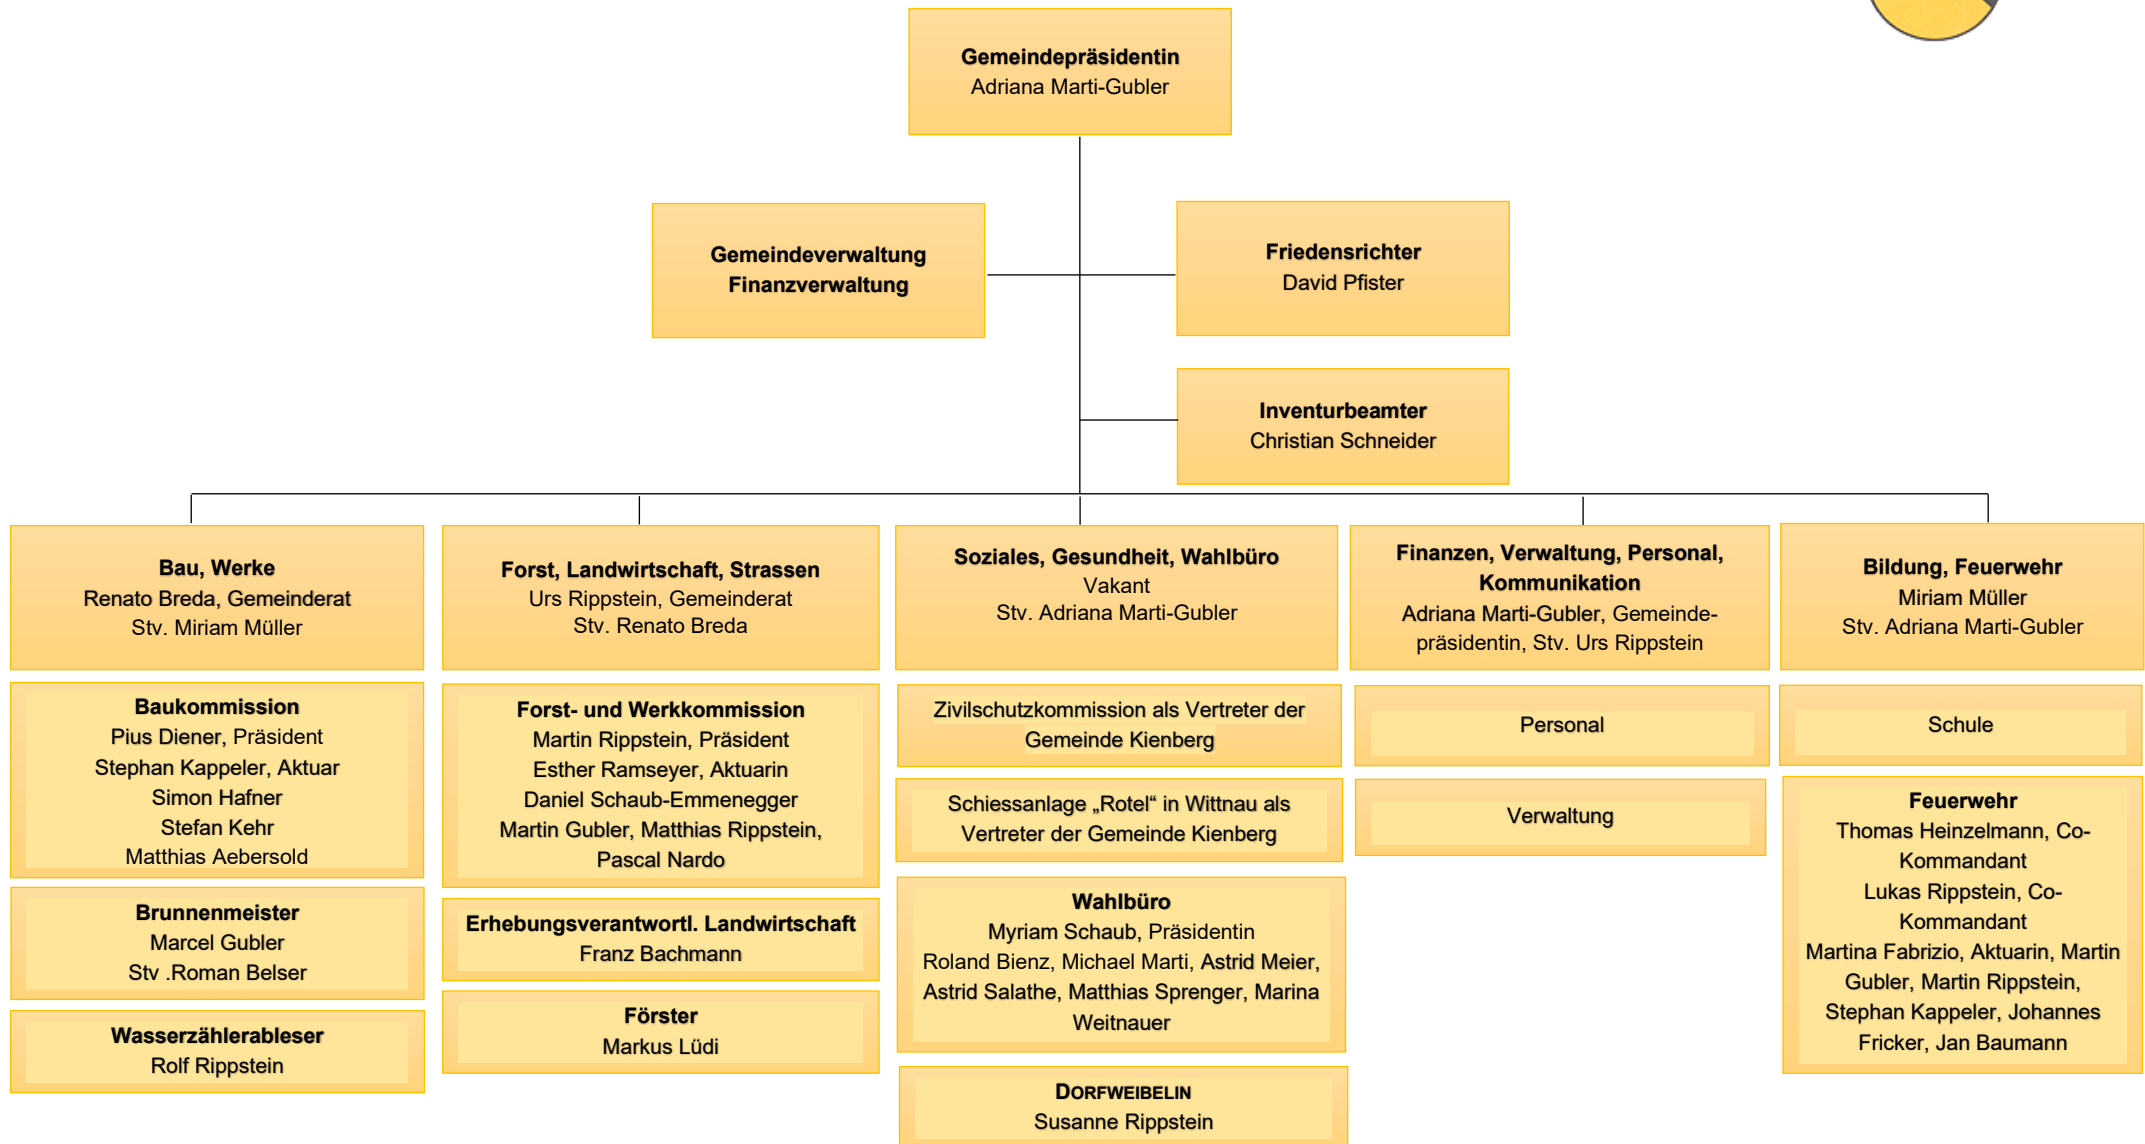 Gemeindepräsidentin
Adriana Marti-Gubler
Gemeindeverwaltung
Finanzverwaltung
Friedensrichter
David Pfister
Inventurbeamter
Christian Schneider
Bau, Werke
Renato Breda, Gemeinderat
Stv. Miriam Müller
Baukommission
Pius Diener, Präsident
Stephan Kappeler, Aktuar
Simon Hafner
Stefan Kehr
Matthias Aebersold
Brunnenmeister
Marcel Gubler
Stv .Roman Belser
Wasserzählerableser
Rolf Rippstein
Forst, Landwirtschaft, Strassen
Urs Rippstein, Gemeinderat
Stv. Renato Breda
Forst- und Werkkommission
Martin Rippstein, Präsident
Esther Ramseyer, Aktuarin
Daniel Schaub-Emmenegger
Martin Gubler, Matthias Rippstein,
Pascal Nardo
Erhebungsverantwortl. Landwirtschaft
Franz Bachmann
Förster
Markus Lüdi
Soziales, Gesundheit, Wahlbüro
Vakant
Stv. Adriana Marti-Gubler
Zivilschutzkommission als Vertreter der
Gemeinde Kienberg
Schiessanlage „Rotel“ in Wittnau als
Vertreter der Gemeinde Kienberg
Wahlbüro
Myriam Schaub, Präsidentin
Roland Bienz, Michael Marti, Astrid Meier,
Astrid Salathe, Matthias Sprenger, Marina
Weitnauer
DORFWEIBELIN
Susanne Rippstein
Finanzen, Verwaltung, Personal,
Kommunikation
Adriana Marti-Gubler, Gemeinde-
präsidentin, Stv. Urs Rippstein
Personal
Verwaltung
Bildung, Feuerwehr
Miriam Müller
Stv. Adriana Marti-Gubler
Schule
Feuerwehr
Thomas Heinzelmann, Co-
Kommandant
Lukas Rippstein, Co-
Kommandant
Martina Fabrizio, Aktuarin, Martin
Gubler, Martin Rippstein,
Stephan Kappeler, Johannes
Fricker, Jan Baumann